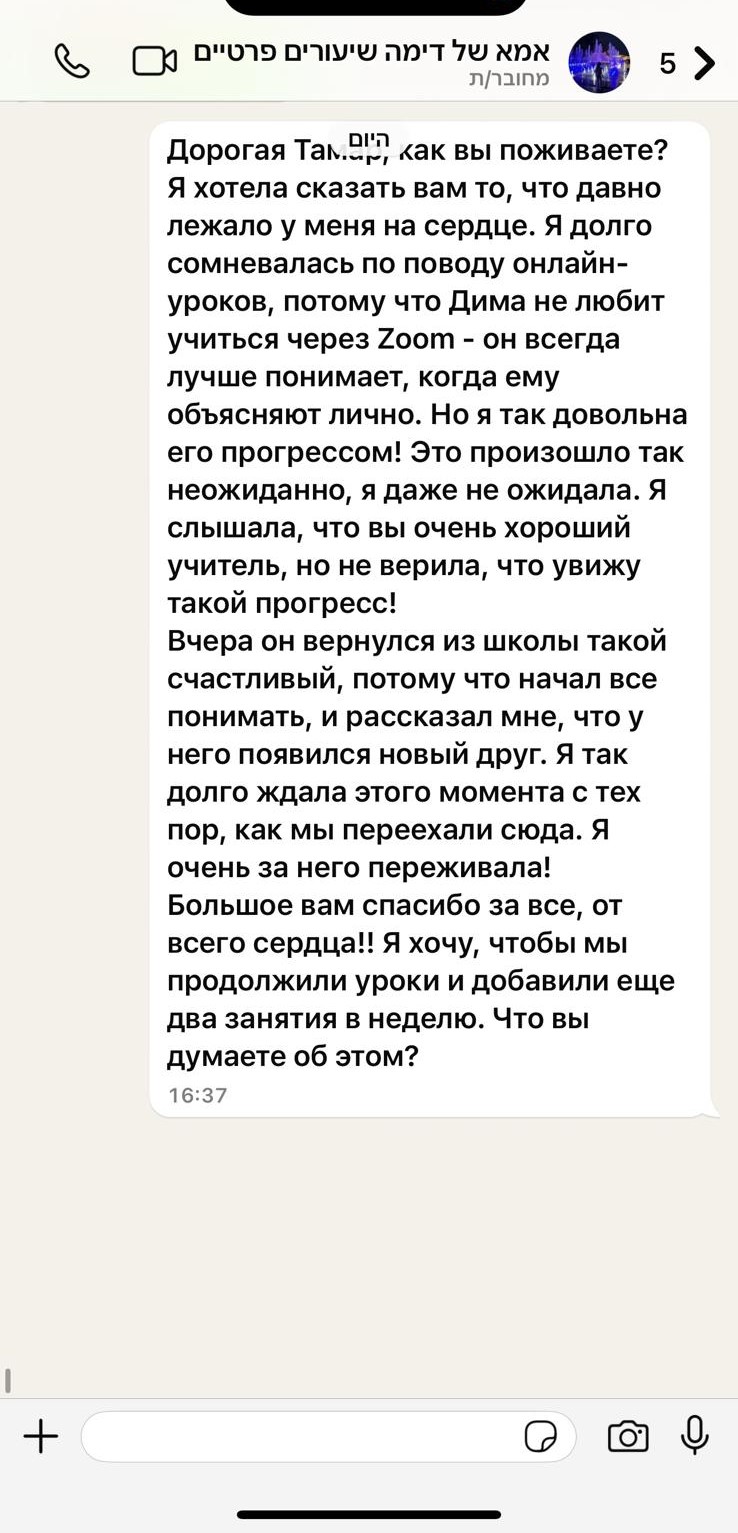 אמא של דימה שיעורים פרטיים
5
מחובר/ת
היום
Дорогая Тамар, как вы поживаете?
Я хотела сказать вам то, что давно
лежало у меня на сердце. Я долго
сомневалась по поводу онлайн-
уроков, потому что Дима не любит
учиться через Zoom - он всегда
лучше понимает, когда ему
объясняют лично. Но я так довольна
его прогрессом! Это произошло так
неожиданно, я даже не ожидала. Я
слышала, что вы очень хороший
учитель, но не верила, что увижу
такой прогресс!
Вчера он вернулся из школы такой
счастливый, потому что начал все
понимать, и рассказал мне, что у
него появился новый друг. Я так
долго ждала этого момента с тех
пор, как мы переехали сюда. Я
очень за него переживала!
Большое вам спасибо за все, от
всего сердца!! Я хочу, чтобы мы
продолжили уроки и добавили еще
два занятия в неделю. Что вы
думаете об этом?
16:37